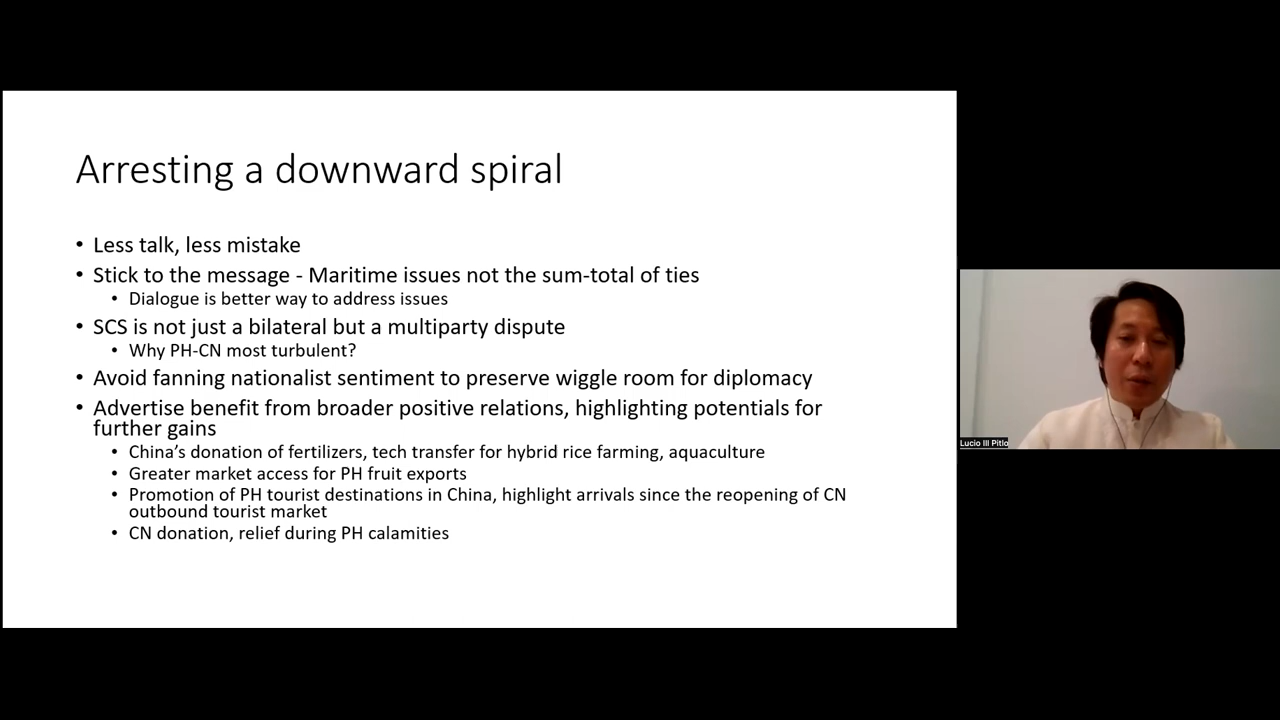 Arresting a downward spiral
• Less talk, less mistake
• Stick to the message - Maritime issues not the sum-total of ties
• Dialogue is better way to address issues
• SCS is not just a bilateral but a multiparty dispute
• Why PH-CN most turbulent?
• Avoid fanning nationalist sentiment to preserve wiggle room for diplomacy
• Advertise benefit from broader positive relations, highlighting potentials for
further gains
• China’s donation of fertilizers, tech transfer for hybrid rice farming, aquaculture
• Greater market access for PH fruit exports
• Promotion of PH tourist destinations in China, highlight arrivals since the reopening of CN
outbound tourist market
• CN donation, relief during PH calamities
Lucio III Pitlo